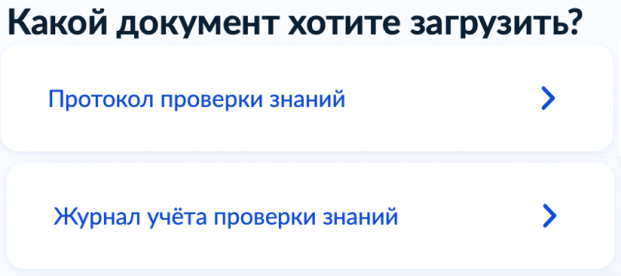 Какой документ хотите загрузить?
Протокол проверки знаний
Журнал учёта проверки знаний